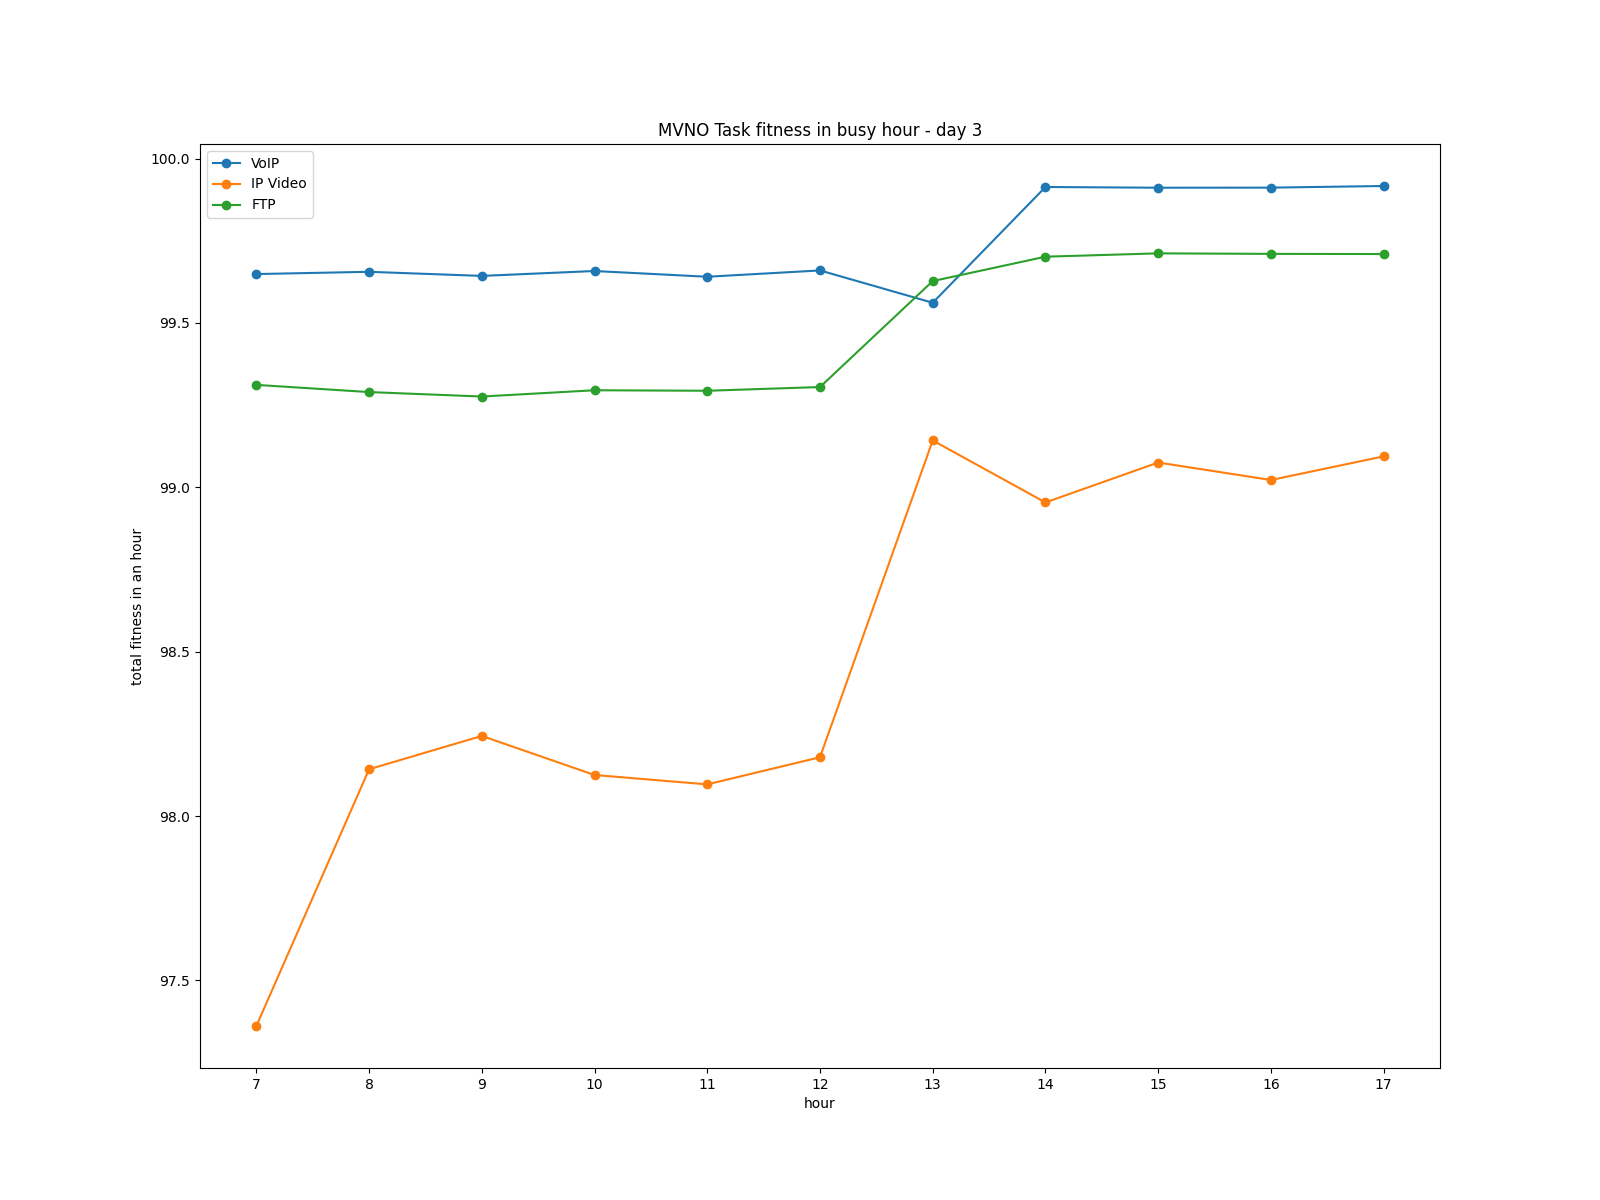 MVNO Task fitness in busy hour - day 3
VoIP
IP Video
FTP
100.0
99.5
99.0
98.5
98.0
97.5
total fitness in an hour
7 8 9 10 11 12 13 14 15 16 17
hour